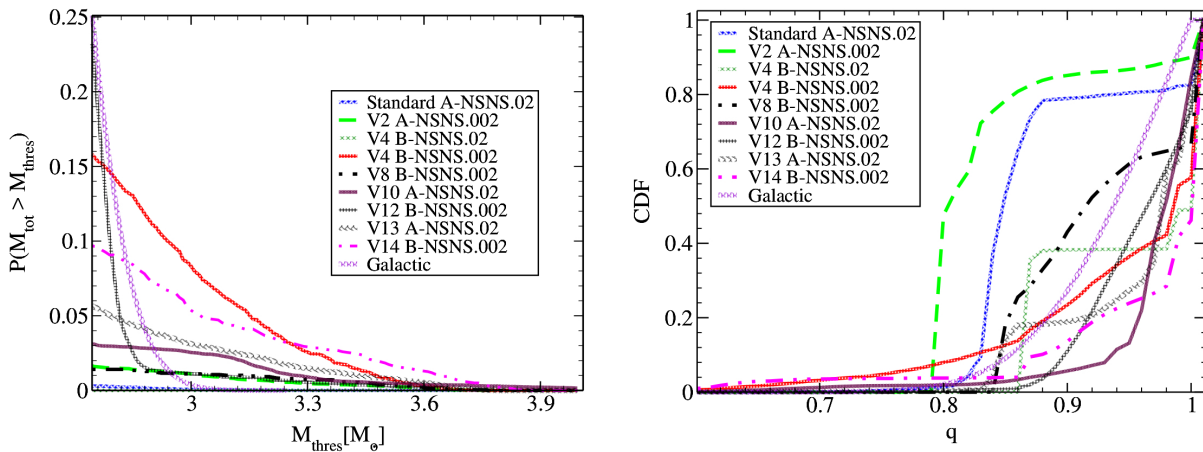 0.25
0.2
0.15
0.1
0.05
0
P(M_tot > M_thres)
Standard A-NSNS.02
V2 A-NSNS.002
V4 B-NSNS.02
V4 B-NSNS.002
V8 B-NSNS.002
V10 A-NSNS.02
V12 B-NSNS.002
V13 A-NSNS.02
V14 B-NSNS.002
Galactic
3
3.3
3.6
3.9
M_thres[M_⊙]
1
0.8
0.6
0.4
0.2
0
CDF
Standard A-NSNS.02
V2 A-NSNS.002
V4 B-NSNS.02
V4 B-NSNS.002
V8 B-NSNS.002
V10 A-NSNS.02
V12 B-NSNS.002
V13 A-NSNS.02
V14 B-NSNS.002
Galactic
0.7
0.8
0.9
1
q